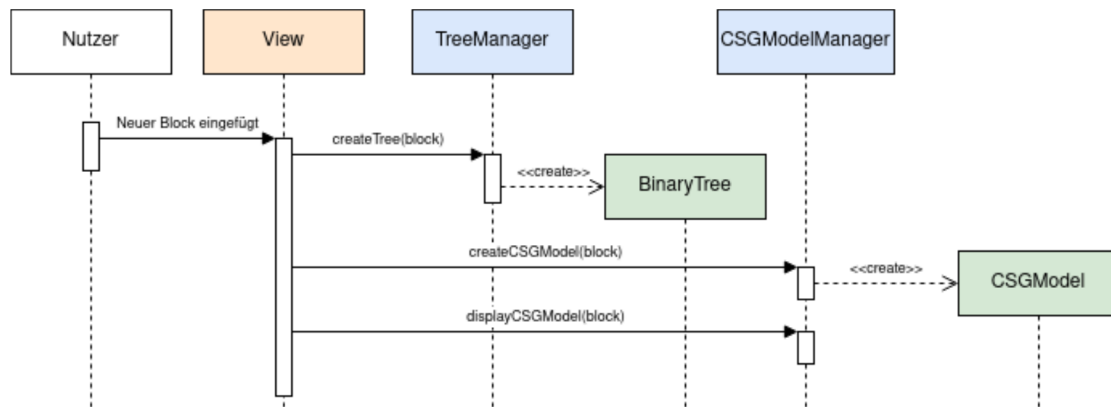 Nutzer
View
TreeManager
CSGModelManager
Neuer Block eingefügt
createTree(block)
<<create>>
BinaryTree
createCSGModel(block)
<<create>>
CSGModel
displayCSGModel(block)